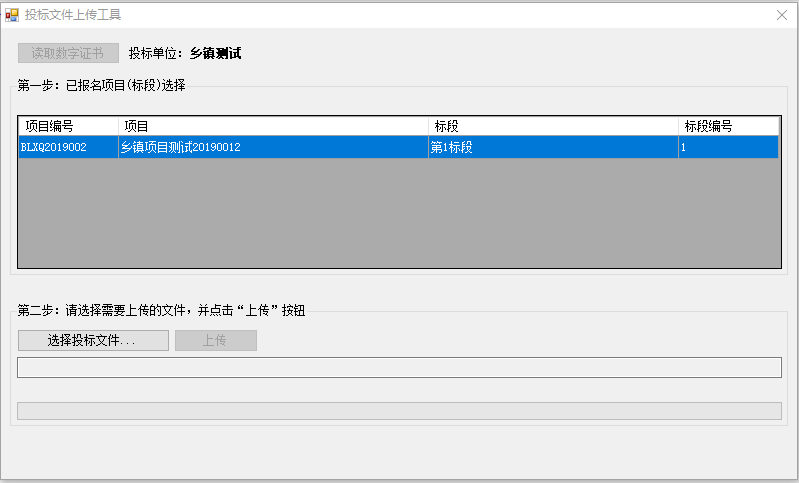 投标文件上传工具
读取数字证书 投标单位：乡镇测试
第一步：已报名项目(标段)选择
项目编号 项目 标段 标段编号
BLXQ2019002 乡镇项目测试20190012 第1标段 1
第二步：请选择需要上传的文件，并点击“上传”按钮
选择投标文件... 上传